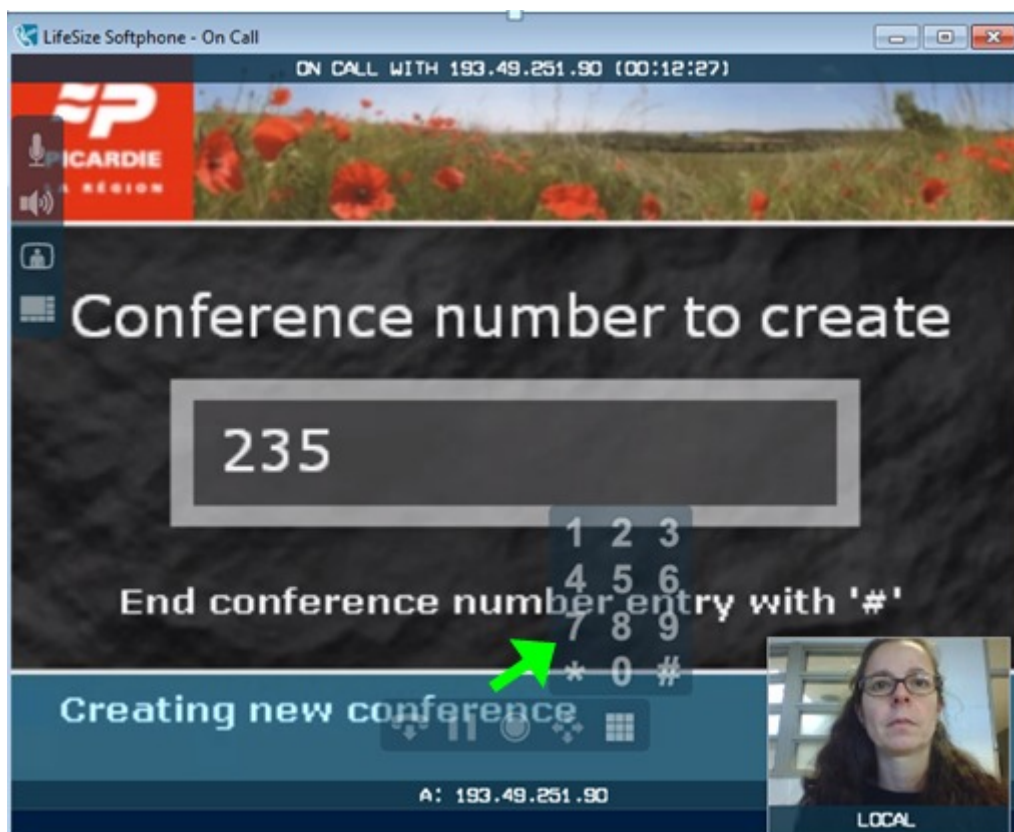 LifeSize Softphone - On Call
ON CALL WITH 193.49.251.90 (00:12:27)
PICARDIE
LA RÉGION
Conference number to create
235
1 2 3
4 5 6
End conference number entry with '#'
7 8 9
* 0 #
Creating new conference
A: 193.49.251.90
LOCAL